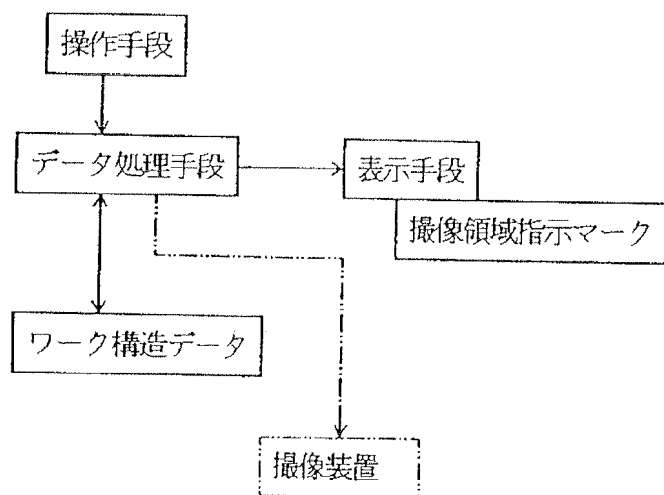 操作手段
データ処理手段
表示手段
撮像領域指示マーク
ワーク構造データ
撮像装置